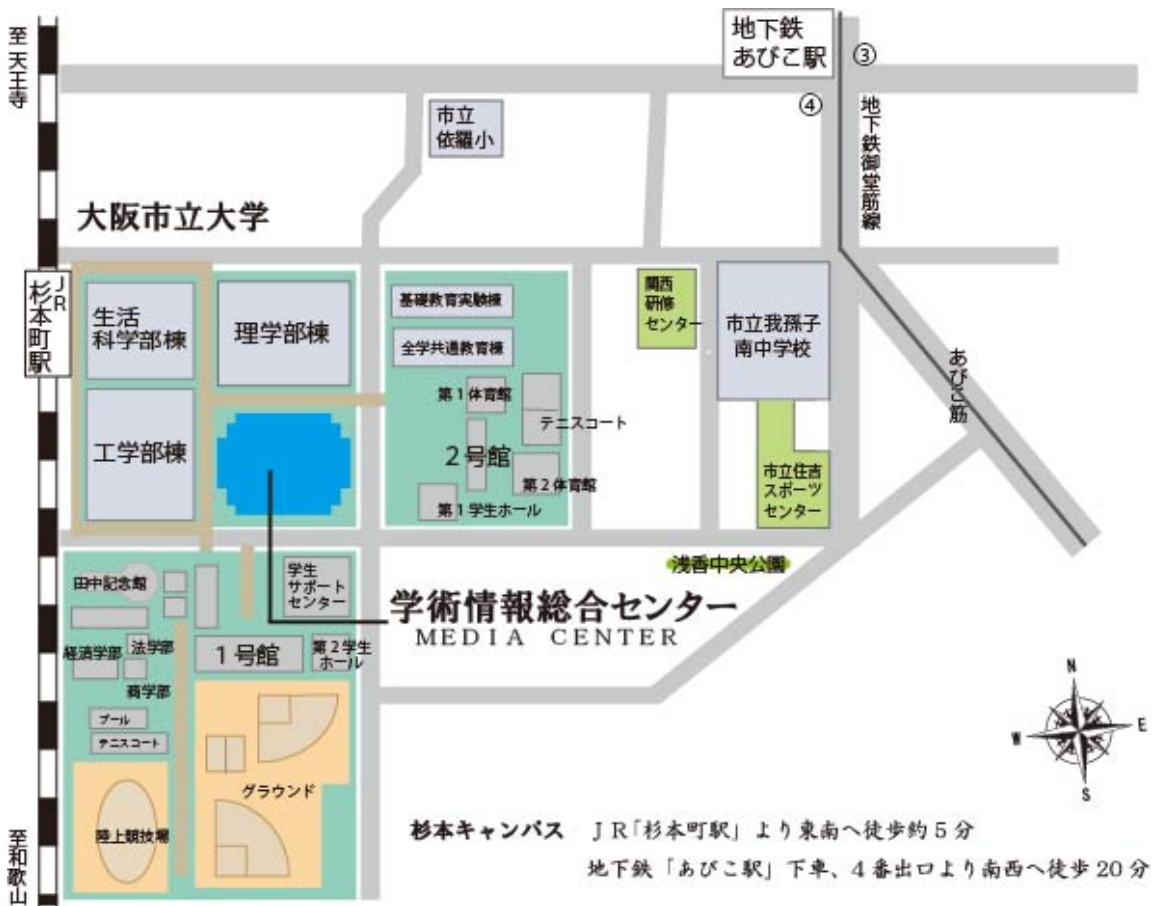 至 天王寺
地下鉄
あびこ駅
③
④
地下鉄御堂筋線
市立
依羅小
大阪市立大学
JR
杉本町駅
生活
科学部棟
理学部棟
基礎教育実験棟
全学共通教育棟
関西
研修
センター
市立我孫子
南中学校
あびこ筋
第1体育館
テニスコート
工学部棟
2号館
第2体育館
第1学生ホール
市立住吉
スポーツ
センター
浅香中央公園
田中記念館
学生
サポート
センター
学術情報総合センター
MEDIA CENTER
経済学部
法学部
1号館
第2学生
ホール
商学部
プール
テニスコート
グラウンド
陸上競技場
N
W
E
S
至和歌山
杉本キャンパス JR「杉本町駅」より東南へ徒歩約5分
地下鉄「あびこ駅」下車、4番出口より南西へ徒歩20分